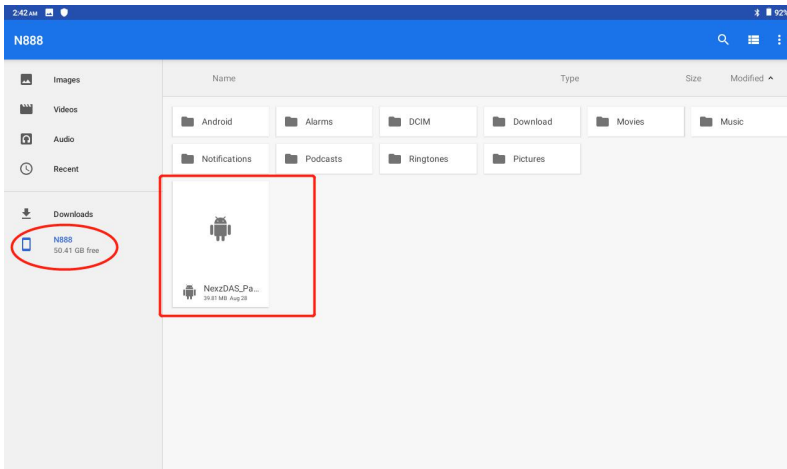 2:42 AM
92%
N888
Images
Videos
Audio
Recent
Downloads
N888
50.41 GB free
Name
Type
Size
Modified
Android
Alarms
DCIM
Download
Movies
Music
Notifications
Podcasts
Ringtones
Pictures
NexzDAS_Pa...
39.81 MB Aug 28